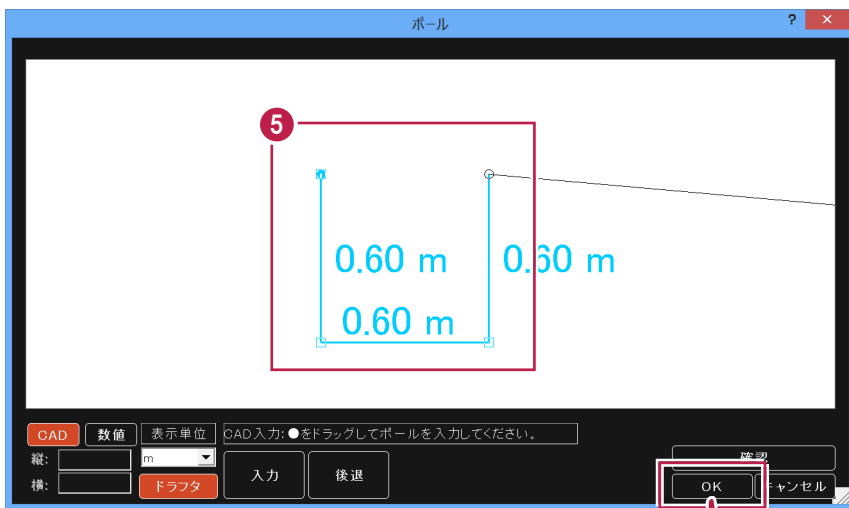 ポール
? ×
5
0.60 m 0.60 m
0.60 m
CAD 数値 表示単位 CAD入力:●をドラッグしてポールを入力してください。
縦: m 入力 後退 確認
横: ドラフタ OK キャンセル